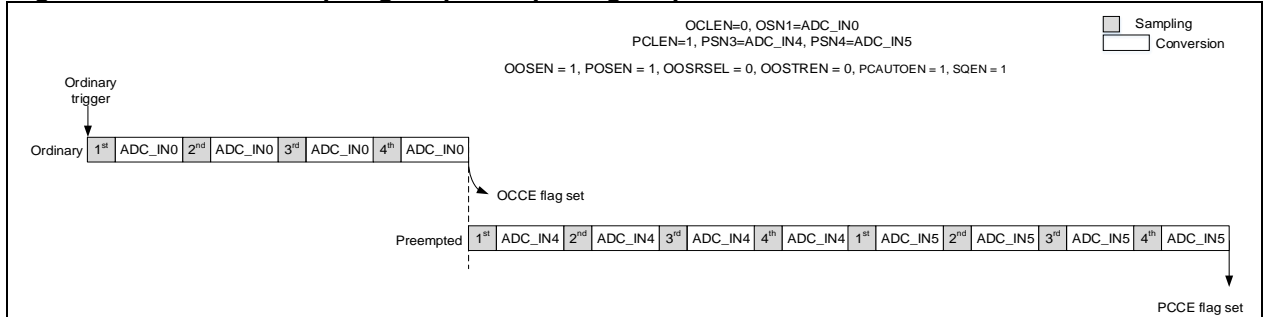 OCLEN=0, OSN1=ADC_IN0
PCLEN=1, PSN3=ADC_IN4, PSN4=ADC_IN5
OOSEN = 1, POSEN = 1, OOSRSEL = 0, OOSTREN = 0, PCAUTOEN = 1, SQEN = 1
Sampling
Conversion
Ordinary
trigger
Ordinary 1st ADC_IN0 2nd ADC_IN0 3rd ADC_IN0 4th ADC_IN0
OCCE flag set
Preempted 1st ADC_IN4 2nd ADC_IN4 3rd ADC_IN4 4th ADC_IN4 1st ADC_IN5 2nd ADC_IN5 3rd ADC_IN5 4th ADC_IN5
PCCE flag set